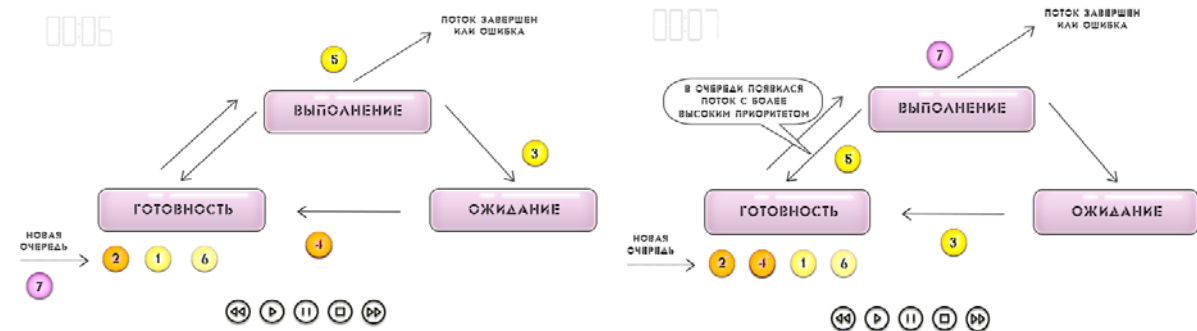 00:06
ПОТОК ЗАВЕРШЕН
ИЛИ ОШИБКА
5
ВЫПОЛНЕНИЕ
3
ГОТОВНОСТЬ
ОЖИДАНИЕ
НОВАЯ
ОЧЕРЕДЬ
4
2 1 6
7
00:07
ПОТОК ЗАВЕРШЕН
ИЛИ ОШИБКА
7
В ОЧЕРЕДИ ПОЯВИЛСЯ
ПОТОК С БОЛЕЕ
ВЫСОКИМ ПРИОРИТЕТОМ
ВЫПОЛНЕНИЕ
5
ГОТОВНОСТЬ
ОЖИДАНИЕ
НОВАЯ
ОЧЕРЕДЬ
3
2 4 1 6